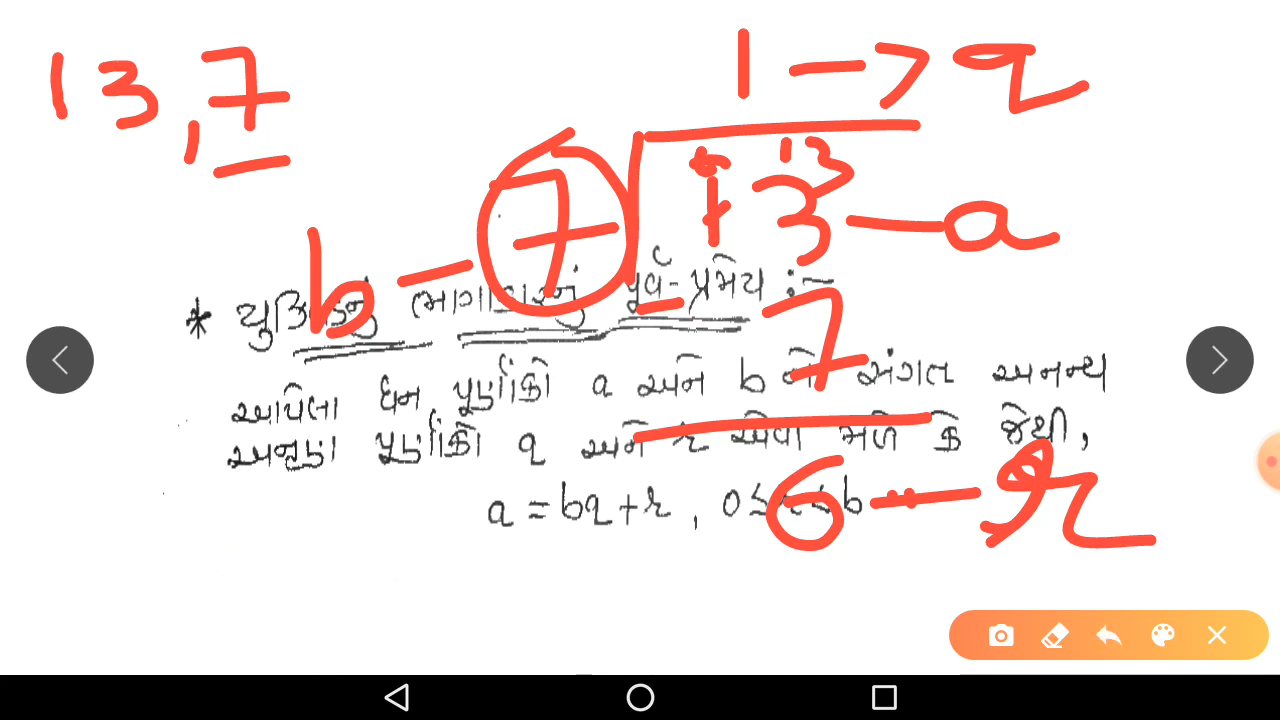 13, 7
1 → q
13
7 13 — a
b —
* યુક્લિડનું ભાગાકારનું પૂર્વ-પ્રમેય :-
7
આપેલા ધન પૂર્ણાંકો a અને b ને સંગત અનન્ય
અનૃણ પૂર્ણાંકો q અને r એવા મળે કે જેથી,
a = bq + r , 0 ≤ r < b
6 — r